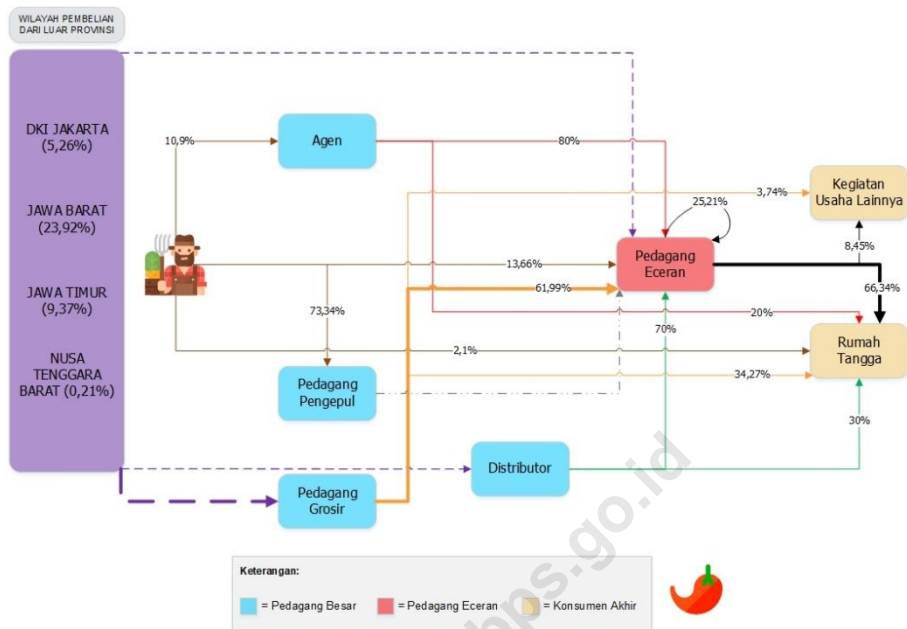 WILAYAH PEMBELIAN
DARI LUAR PROVINSI
DKI JAKARTA
(5,26%)
JAWA BARAT
(23,92%)
JAWA TIMUR
(9,37%)
NUSA
TENGGARA
BARAT (0,21%)
10,9%
Agen
80%
3,74%
Kegiatan
Usaha Lainnya
25,21%
8,45%
Pedagang
Eceran
13,66%
61,99%
66,34%
73,34%
20%
70%
2,1%
Rumah
Tangga
34,27%
Pedagang
Pengepul
30%
Distributor
Pedagang
Grosir
Keterangan:
= Pedagang Besar
= Pedagang Eceran
= Konsumen Akhir
bps.go.id